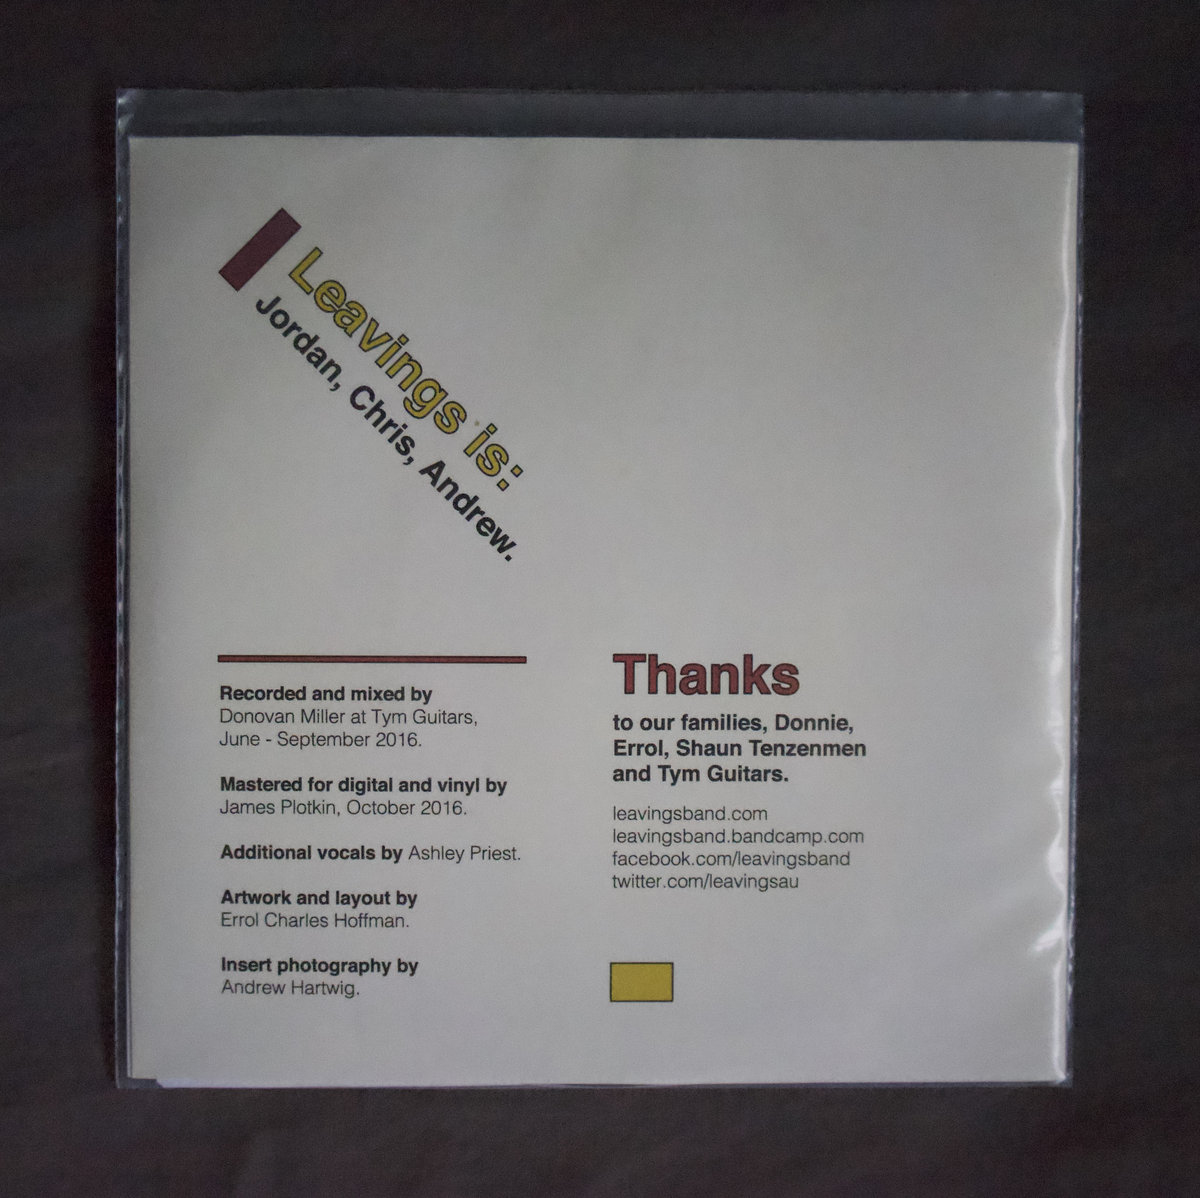 Leavings is:
Jordan, Chris, Andrew.
Recorded and mixed by
Donovan Miller at Tym Guitars,
June - September 2016.
Mastered for digital and vinyl by
James Plotkin, October 2016.
Additional vocals by Ashley Priest.
Artwork and layout by
Errol Charles Hoffman.
Insert photography by
Andrew Hartwig.
Thanks
to our families, Donnie,
Errol, Shaun Tenzenmen
and Tym Guitars.
leavingsband.com
leavingsband.bandcamp.com
facebook.com/leavingsband
twitter.com/leavingsau